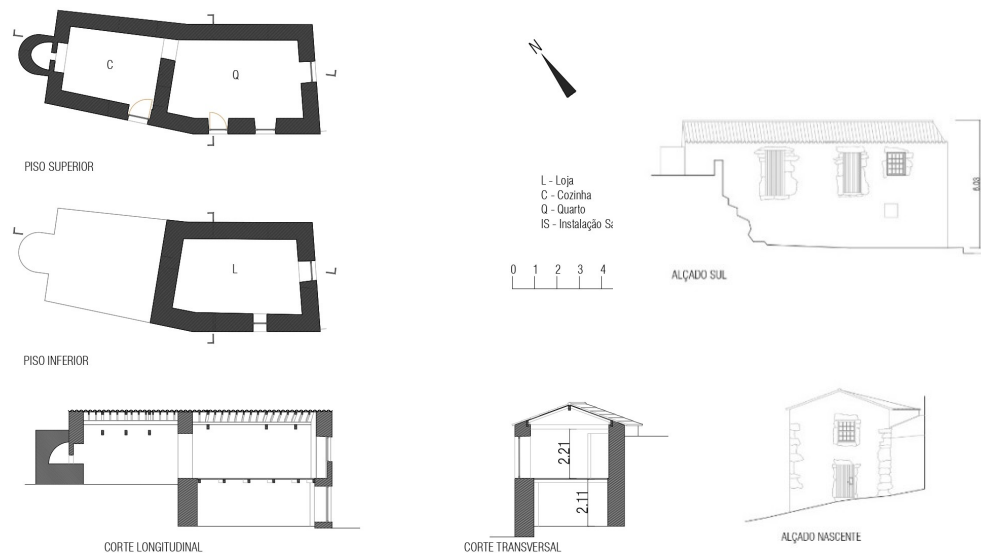 C
Q
L
L
L
L
PISO SUPERIOR
L
L
L
L
L
PISO INFERIOR
N
L - Loja
C - Cozinha
Q - Quarto
IS - Instalação Sa
0 1 2 3 4
6.03
ALÇADO SUL
CORTE LONGITUDINAL
2.21
2.11
CORTE TRANSVERSAL
ALÇADO NASCENTE